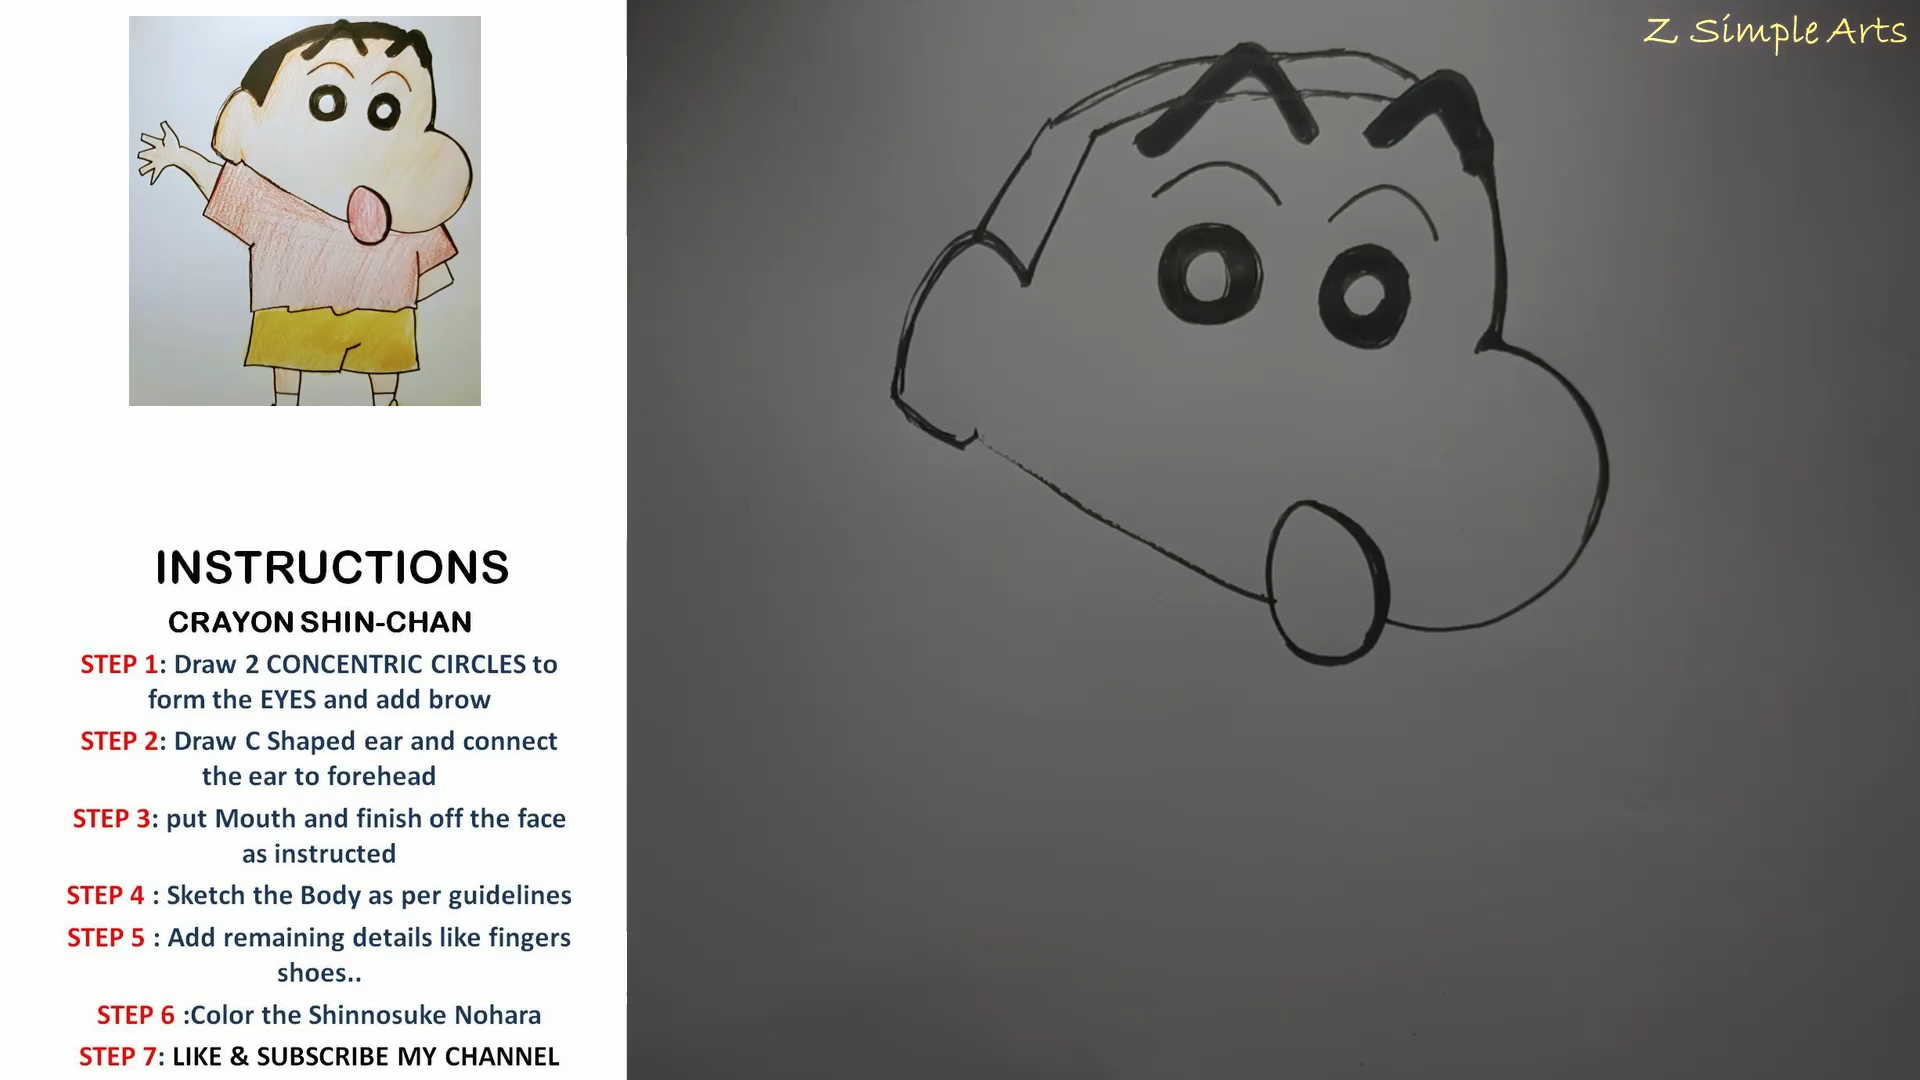 Z Simple Arts
INSTRUCTIONS
CRAYON SHIN-CHAN
STEP 1: Draw 2 CONCENTRIC CIRCLES to
form the EYES and add brow
STEP 2: Draw C Shaped ear and connect
the ear to forehead
STEP 3: put Mouth and finish off the face
as instructed
STEP 4 : Sketch the Body as per guidelines
STEP 5 : Add remaining details like fingers
shoes..
STEP 6 :Color the Shinnosuke Nohara
STEP 7: LIKE & SUBSCRIBE MY CHANNEL